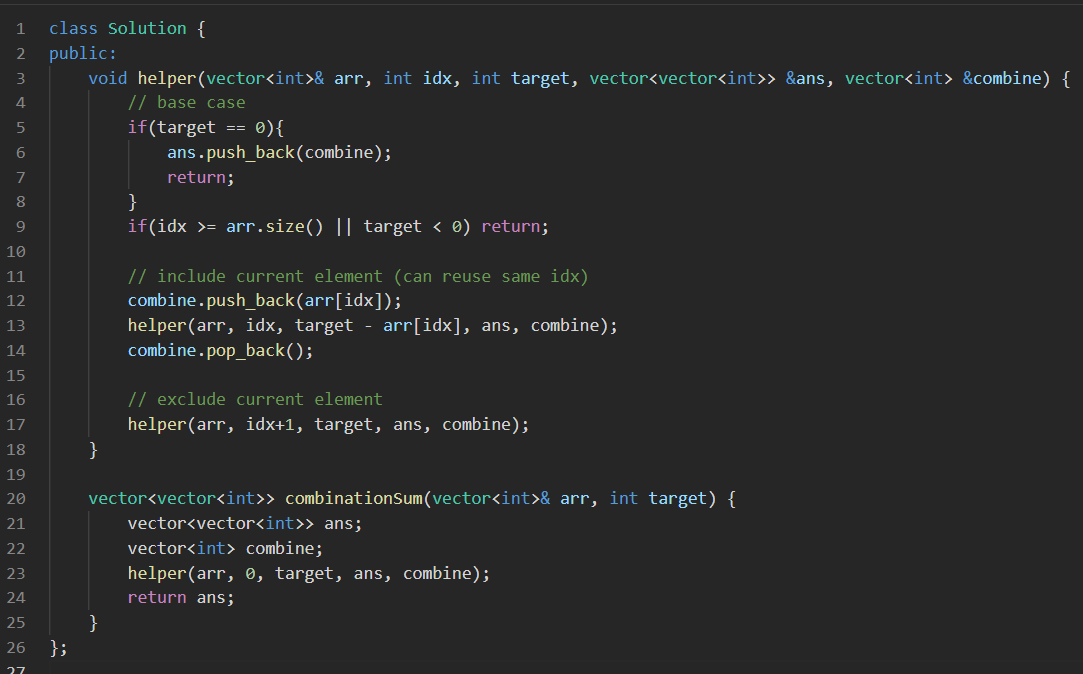 1 class Solution {
2 public:
3     void helper(vector<int>& arr, int idx, int target, vector<vector<int>> &ans, vector<int> &combine) {
4         // base case
5         if(target == 0){
6             ans.push_back(combine);
7             return;
8         }
9         if(idx >= arr.size() || target < 0) return;
10
11         // include current element (can reuse same idx)
12         combine.push_back(arr[idx]);
13         helper(arr, idx, target - arr[idx], ans, combine);
14         combine.pop_back();
15
16         // exclude current element
17         helper(arr, idx+1, target, ans, combine);
18     }
19
20     vector<vector<int>> combinationSum(vector<int>& arr, int target) {
21         vector<vector<int>> ans;
22         vector<int> combine;
23         helper(arr, 0, target, ans, combine);
24         return ans;
25     }
26 };
27